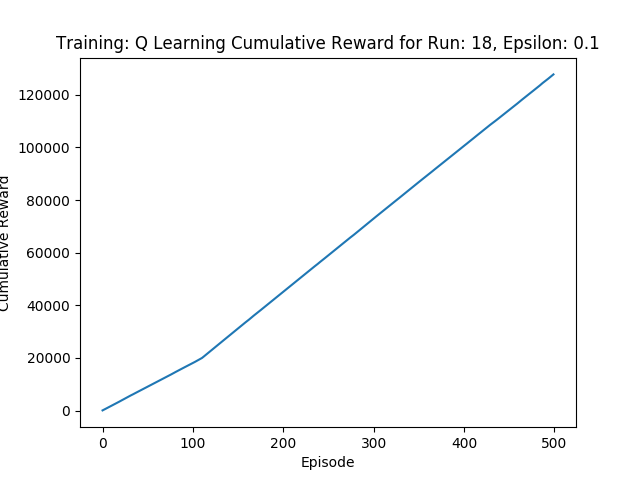 Training: Q Learning Cumulative Reward for Run: 18, Epsilon: 0.1
120000
100000
80000
60000
40000
20000
0
Cumulative Reward
0 100 200 300 400 500
Episode